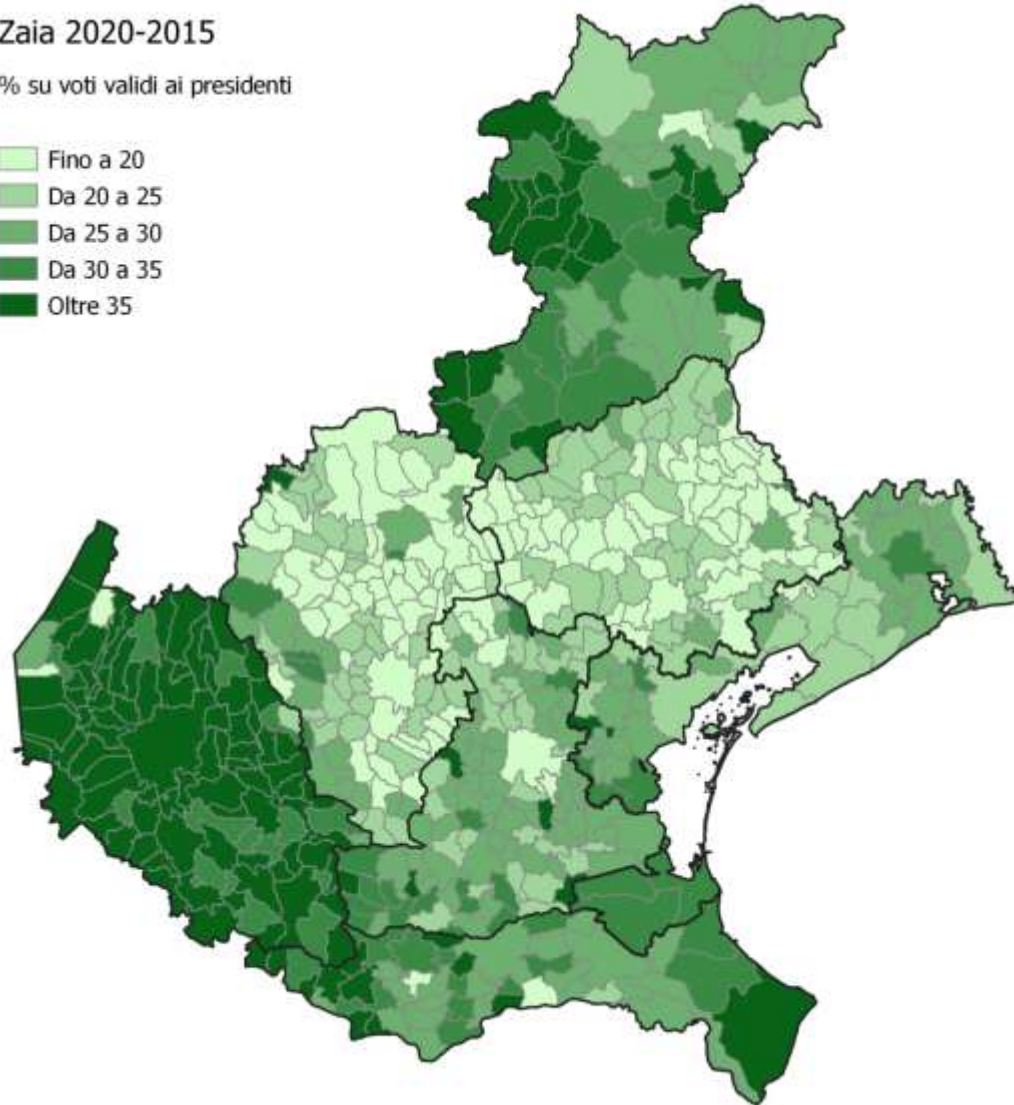 Zaia 2020-2015
% su voti validi ai presidenti
Fino a 20
Da 20 a 25
Da 25 a 30
Da 30 a 35
Oltre 35